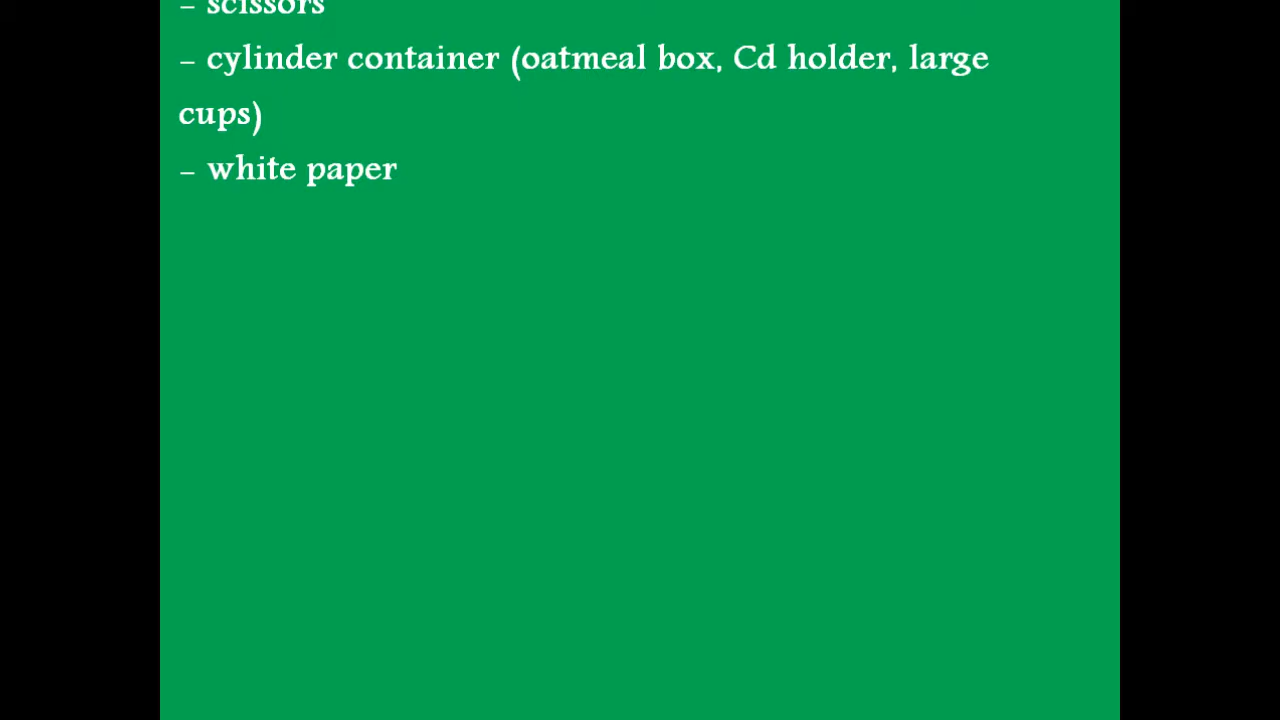 - scissors
- cylinder container (oatmeal box, Cd holder, large
cups)
- white paper